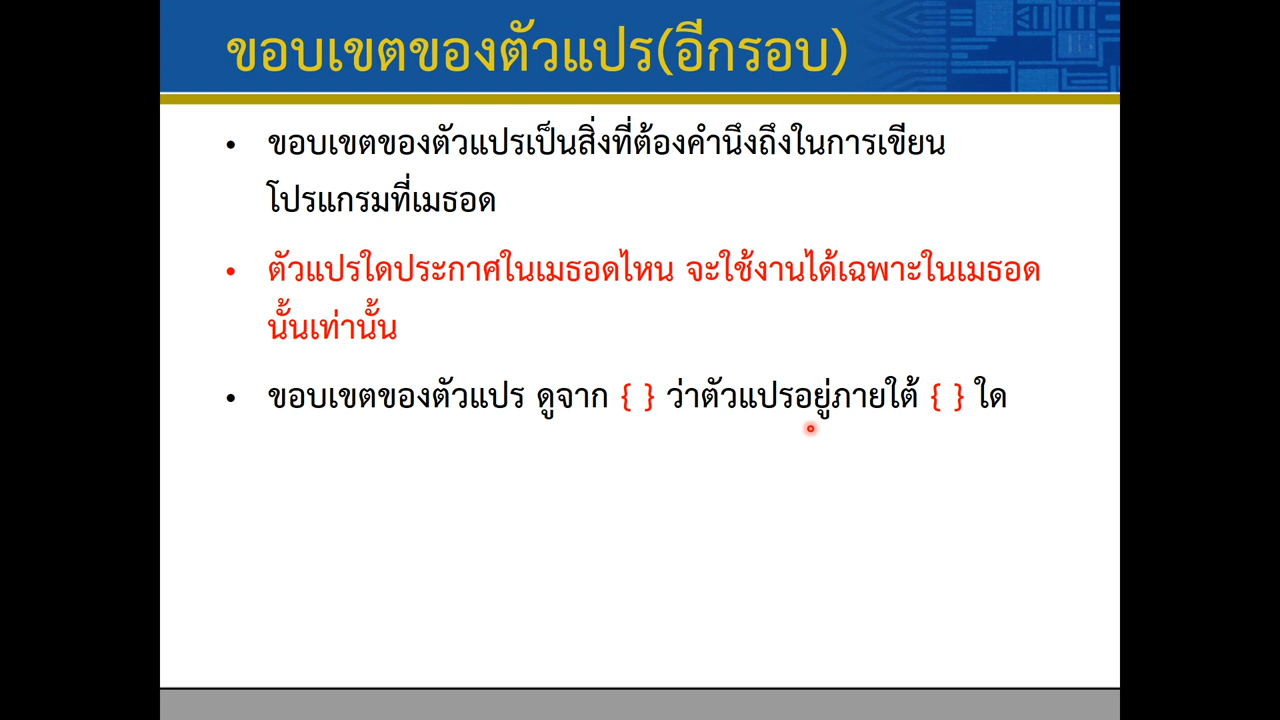 ขอบเขตของตัวแปร(อีกรอบ)
• ขอบเขตของตัวแปรเป็นสิ่งที่ต้องคำนึงถึงในการเขียน
โปรแกรมที่เมธอด
• ตัวแปรใดประกาศในเมธอดไหน จะใช้งานได้เฉพาะในเมธอด
นั้นเท่านั้น
• ขอบเขตของตัวแปร ดูจาก { } ว่าตัวแปรอยู่ภายใต้ { } ใด